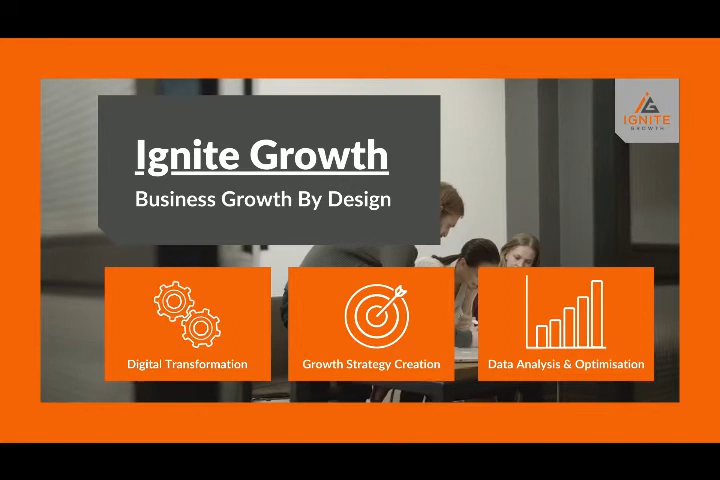 Ignite Growth
Business Growth By Design
IGNITE
GROWTH
Digital Transformation
Growth Strategy Creation
Data Analysis & Optimisation